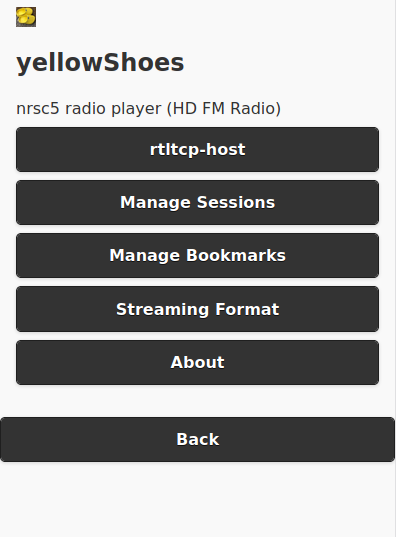 yellowShoes
nrsc5 radio player (HD FM Radio)
rtltcp-host
Manage Sessions
Manage Bookmarks
Streaming Format
About
Back